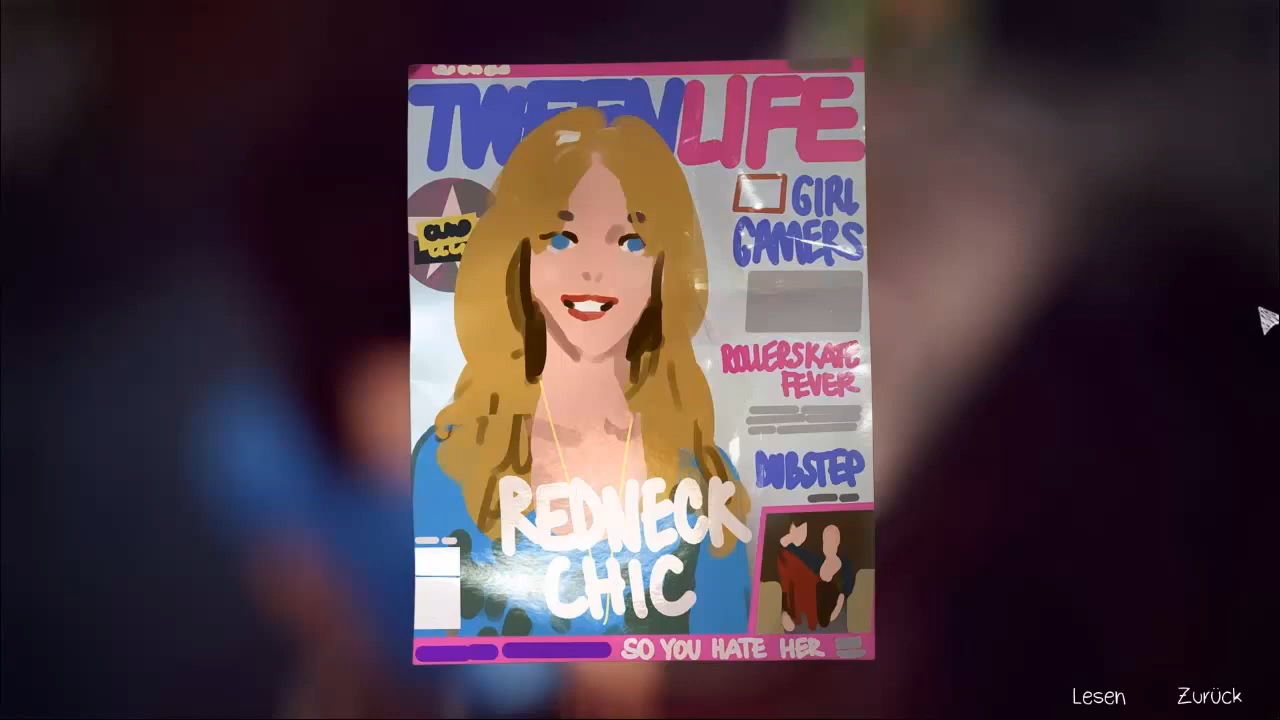 TWEENLIFE
GIRL
GAMERS
ROLLERSKATE
FEVER
DUBSTEP
REDNECK
CHIC
SO YOU HATE HER
Lesen Zurück